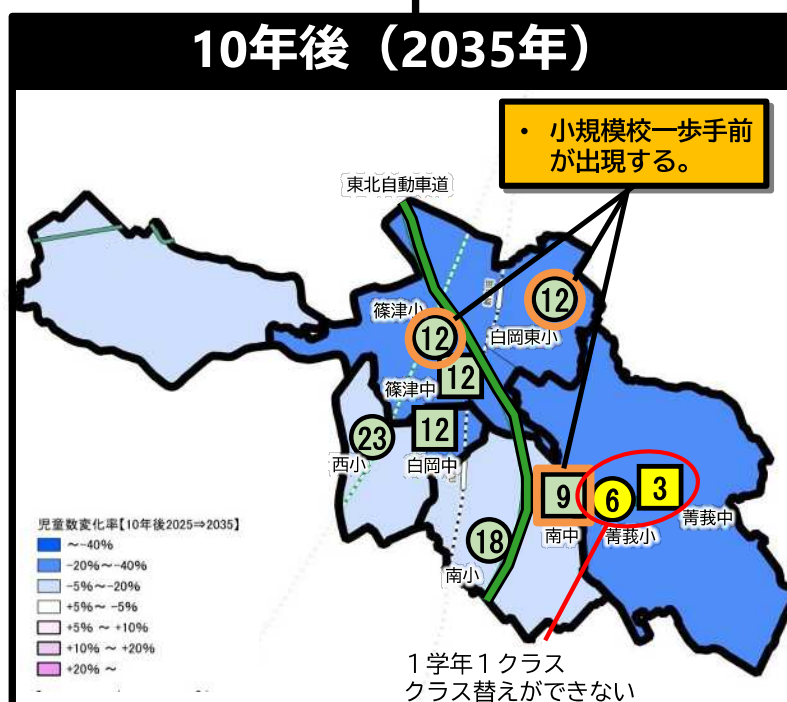 10年後（2035年）
・ 小規模校一歩手前
が出現する。
東北自動車道
篠津小
12
12
白岡東小
篠津中
12
23
西小
12
白岡中
9
南中
6
菁莪小
3
菁莪中
18
南小
児童数変化率【10年後2025⇒2035】
～-40%
-20%～-40%
-5%～-20%
+5%～ -5%
+5% ～ +10%
+10% ～ +20%
+20% ～
１学年１クラス
クラス替えができない